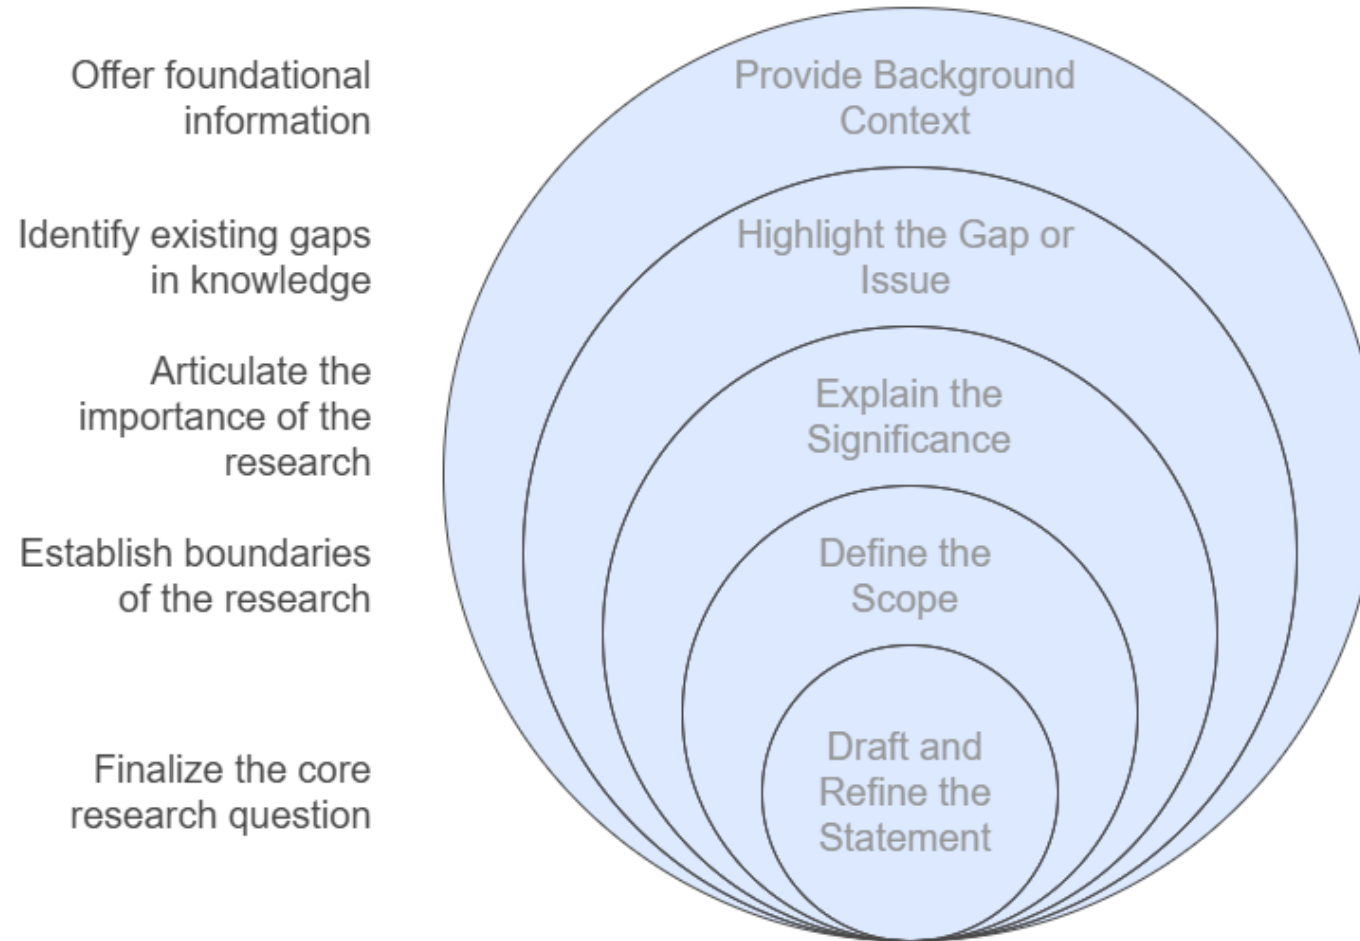 Offer foundational
information
Provide Background
Context
Identify existing gaps
in knowledge
Highlight the Gap or
Issue
Articulate the
importance of the
research
Explain the
Significance
Establish boundaries
of the research
Define the
Scope
Finalize the core
research question
Draft and
Refine the
Statement